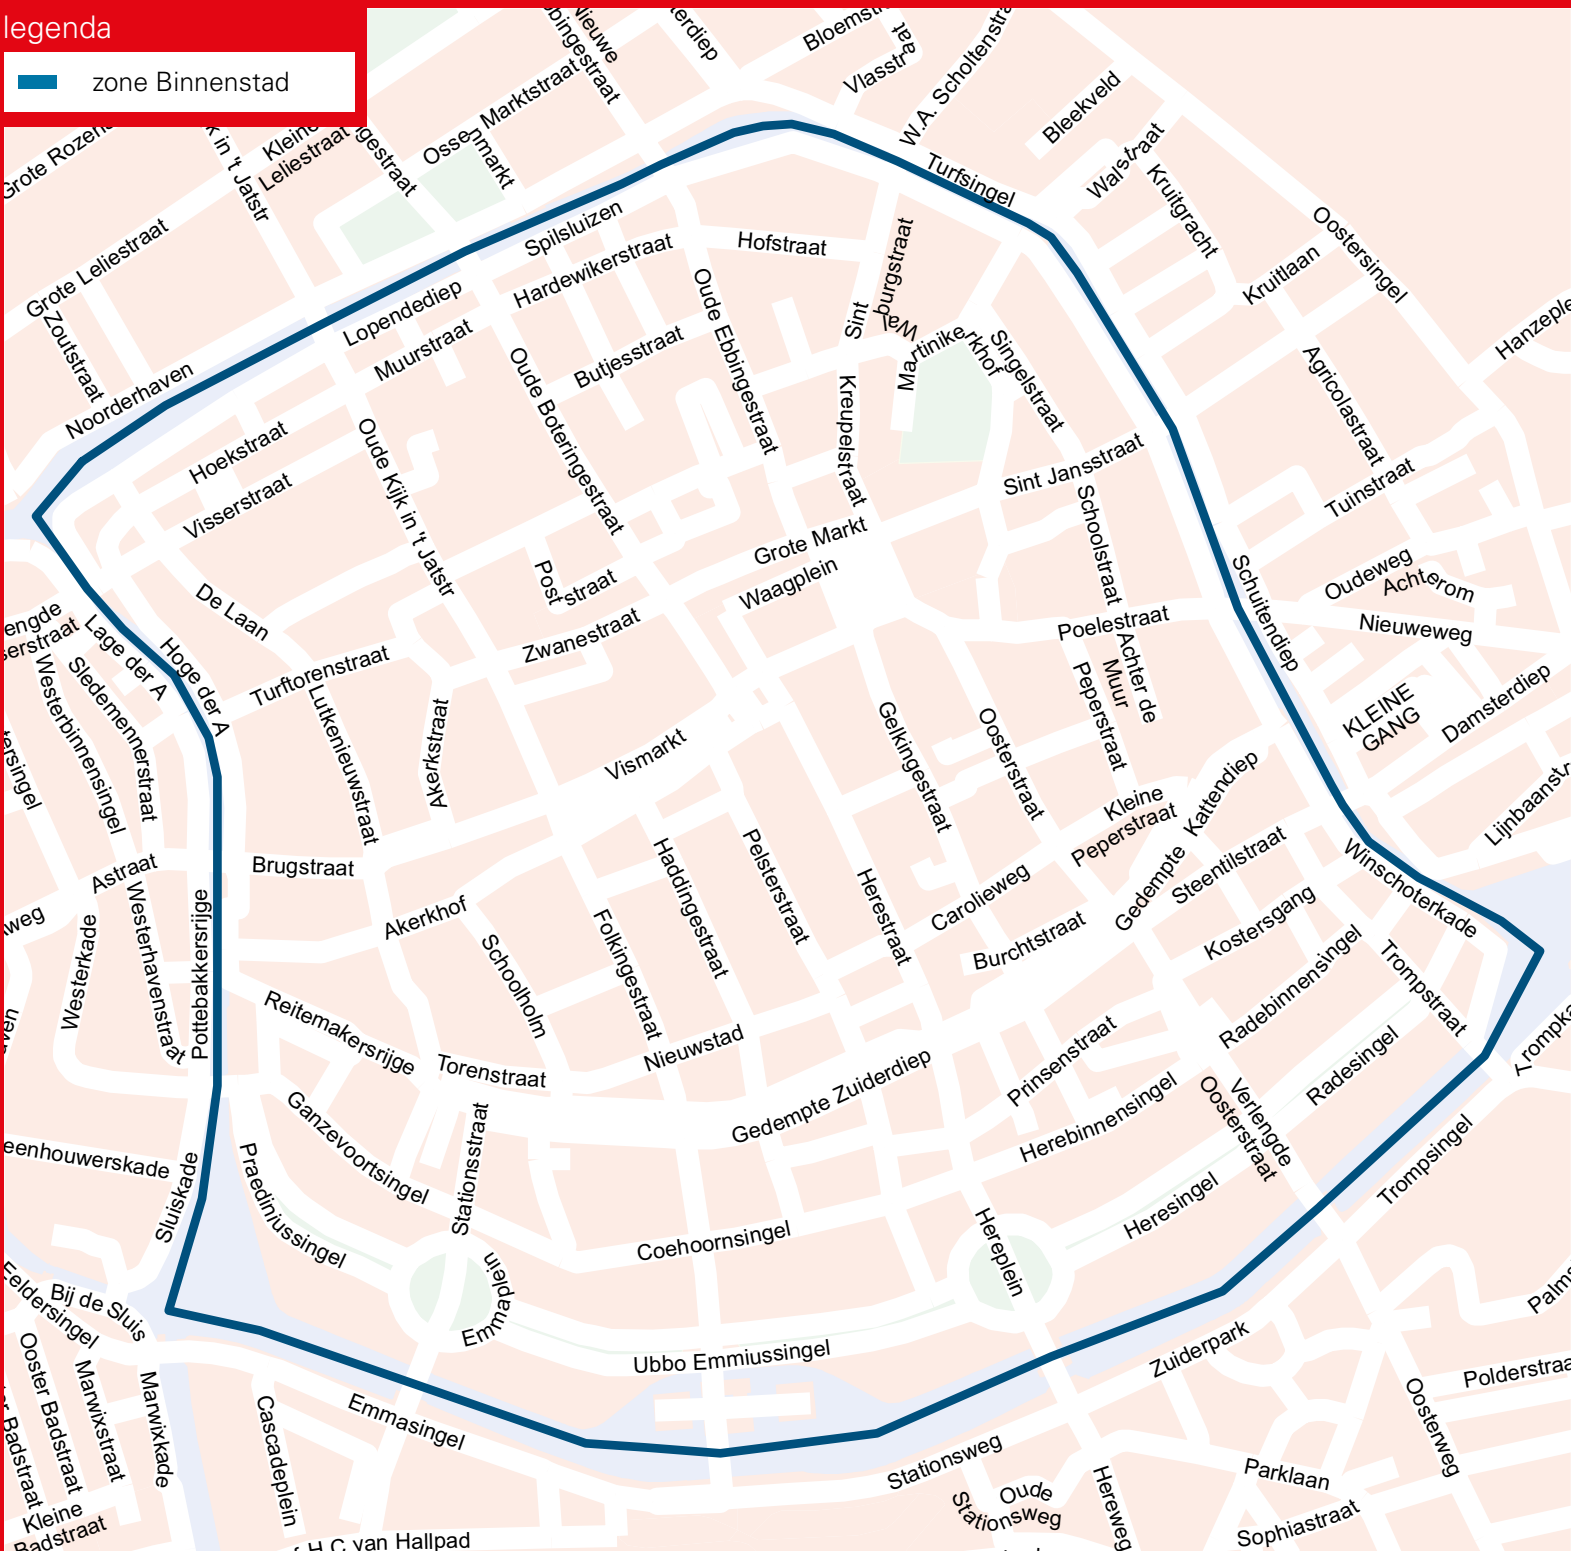 legenda
zone Binnenstad
Nieuwe
Ebbingestraat
Bloemstraat
Vlasstraat
W.A. Scholtenstraat
Bleekveld
Walstraat
Kruitgracht
Oostersingel
Kruitlaan
Hanzeplein
Agricolastraat
Tuinstraat
Oudeweg
Achterom
Nieuweweg
KLEINE
GANG
Damsterdiep
Lijnbaanstr
Grote Rozenstraat
Kleine
Leliestraat
Ossenmarkt
Marktstraat
Grote Leliestraat
Zoutstraat
Noorderhaven
Spilsluizen
Lopendediep
Hardewikerstraat
Muurstraat
Hofstraat
Turfsingel
Sint
Walburgstraat
Martinikerkhof
Singelstraat
Butjesstraat
Oude Ebbingestraat
Oude Boteringestraat
Oude Kijk in 't Jatstr
Hoekstraat
Visserstraat
Kreupelstraat
Sint Jansstraat
Schoolstraat
Grote Markt
Waagplein
Poststraat
Zwanestraat
De Laan
Turftorenstraat
Lage der A
Hoge der A
Sledemennerstraat
Westerbinnensingel
Poelestraat
Achter de
Muur
Peperstraat
Schuitendiep
Lutkenieuwstraat
Akerkstraat
Vismarkt
Gelkingestraat
Oosterstraat
Kleine
Peperstraat
Gedempte Kattendiep
Steentilstraat
Winschoterkade
Brugstraat
Astraat
Westerkade
Westerhavenstraat
Pottebakkersrijge
Akerkhof
Schoolholm
Folkingestraat
Haddingestraat
Pelsterstraat
Herestraat
Carolieweg
Burchtstraat
Kostersgang
Radebinnensingel
Trompstraat
Reitemakersrijge
Torenstraat
Nieuwstad
Gedempte Zuiderdiep
Prinsenstraat
Radesingel
Herebinnensingel
Verlengde
Oosterstraat
Ganzevoortsingel
Stationsstraat
Praediniussingel
Sluiskade
Coehoornsingel
Hereplein
Heresingel
Trompsingel
Emmaplein
Ubbo Emmiussingel
Zuiderpark
Eeldersingel
Bij de Sluis
Ooster Badstraat
Marwixstraat
Marwixkade
Cascadeplein
Emmasingel
Stationsweg
Oude
Stationsweg
Hereweg
Parklaan
Sophiastraat
Oosterweg
Polderstraat
Kleine
Badstraat
H.C van Hallpad